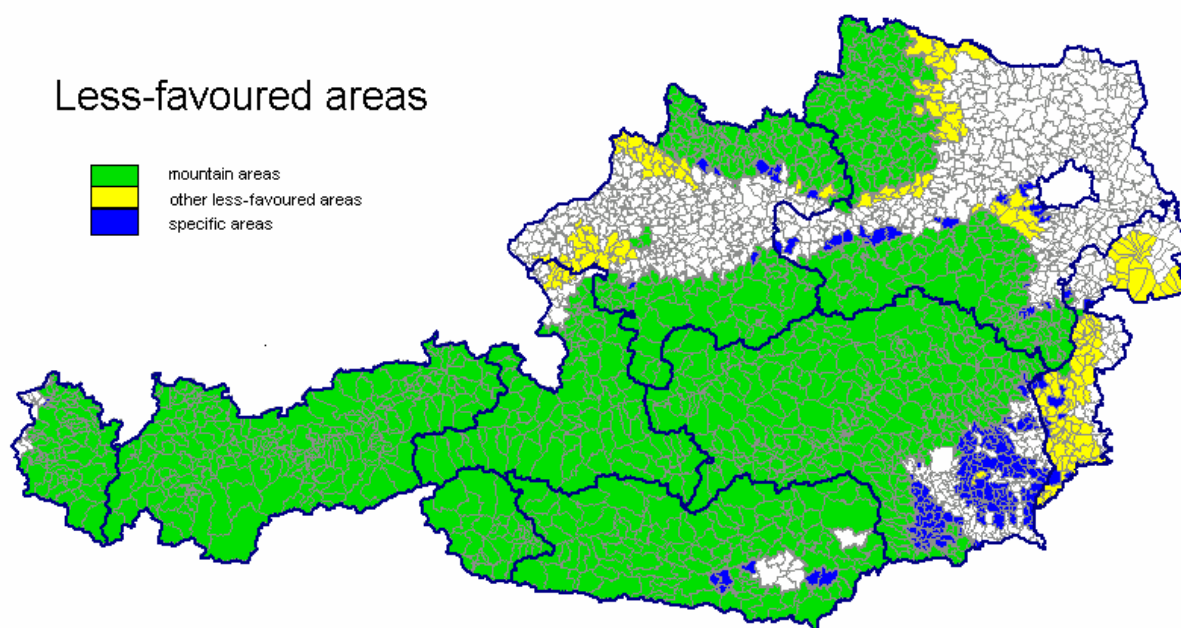 Less-favoured areas
mountain areas
other less-favoured areas
specific areas